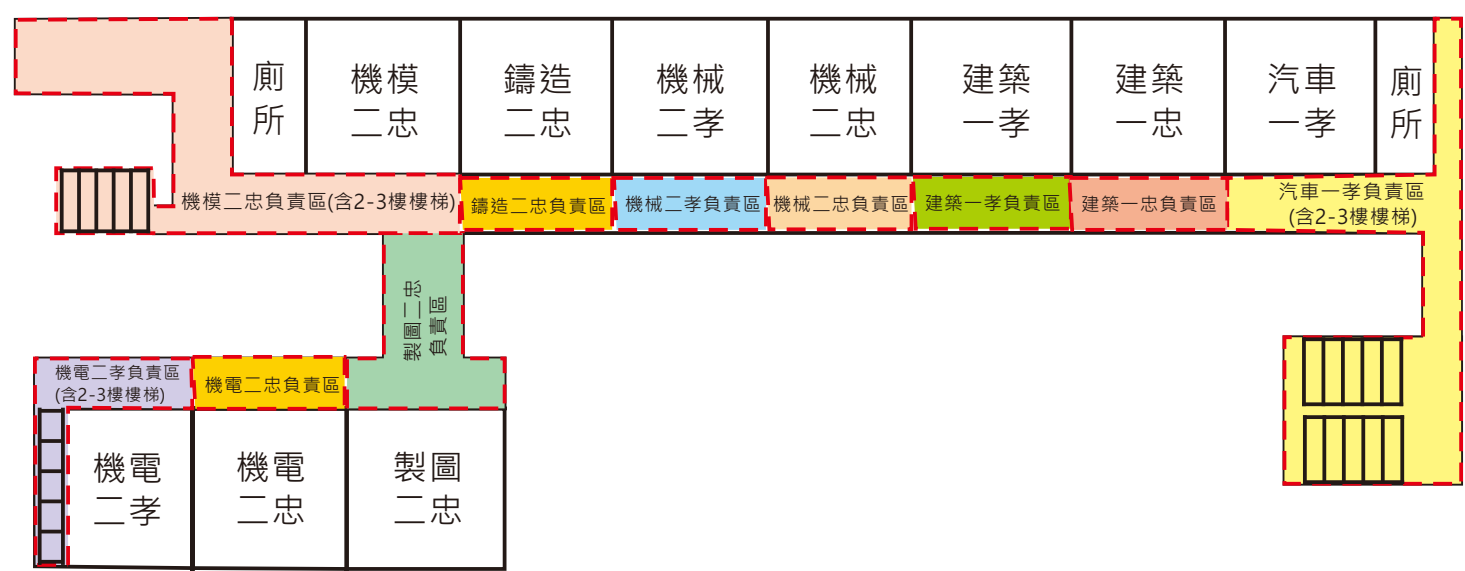 廁
所
機模
二忠
鑄造
二忠
機械
二孝
機械
二忠
建築
一孝
建築
一忠
汽車
一孝
廁
所
機模二忠負責區(含2-3樓樓梯)
鑄造二忠負責區
機械二孝負責區
機械二忠負責區
建築一孝負責區
建築一忠負責區
汽車一孝負責區
(含2-3樓樓梯)
製圖二忠
負責區
機電二孝負責區
(含2-3樓樓梯)
機電二忠負責區
機電
二孝
機電
二忠
製圖
二忠